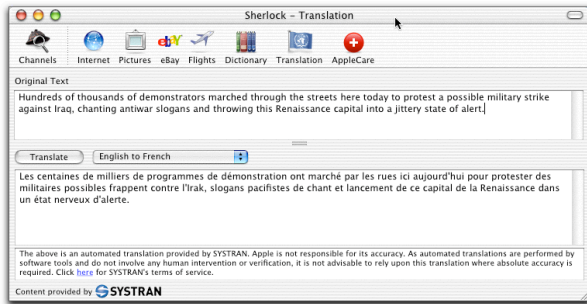 Sherlock – Translation
Channels Internet Pictures eBay Flights Dictionary Translation AppleCare
Original Text
Hundreds of thousands of demonstrators marched through the streets here today to protest a possible military strike
against Iraq, chanting antiwar slogans and throwing this Renaissance capital into a jittery state of alert.
Translate English to French
Les centaines de milliers de programmes de démonstration ont marché par les rues ici aujourd'hui pour protester des
militaires possibles frappent contre l'Irak, slogans pacifistes de chant et lancement de ce capital de la Renaissance dans
un état nerveux d'alerte.
The above is an automated translation provided by SYSTRAN. Apple is not responsible for its accuracy. As automated translations are performed by
software tools and do not involve any human intervention or verification, it is not advisable to rely upon this translation where absolute accuracy is
required. Click here for SYSTRAN's terms of service.
Content provided by SYSTRAN